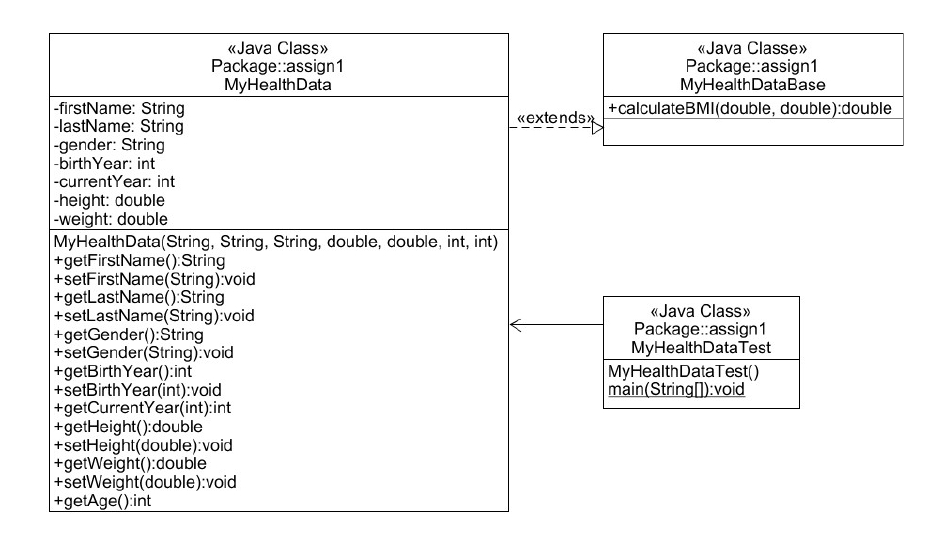 «Java Class»
Package::assign1
MyHealthData
-firstName: String
-lastName: String
-gender: String
-birthYear: int
-currentYear: int
-height: double
-weight: double
MyHealthData(String, String, String, double, double, int, int)
+getFirstName():String
+setFirstName(String):void
+getLastName():String
+setLastName(String):void
+getGender():String
+setGender(String):void
+getBirthYear():int
+setBirthYear(int):void
+getCurrentYear(int):int
+getHeight():double
+setHeight(double):void
+getWeight():double
+setWeight(double):void
+getAge():int
«extends»
«Java Classe»
Package::assign1
MyHealthDataBase
+calculateBMI(double, double):double
«Java Class»
Package::assign1
MyHealthDataTest
MyHealthDataTest()
main(String[]):void